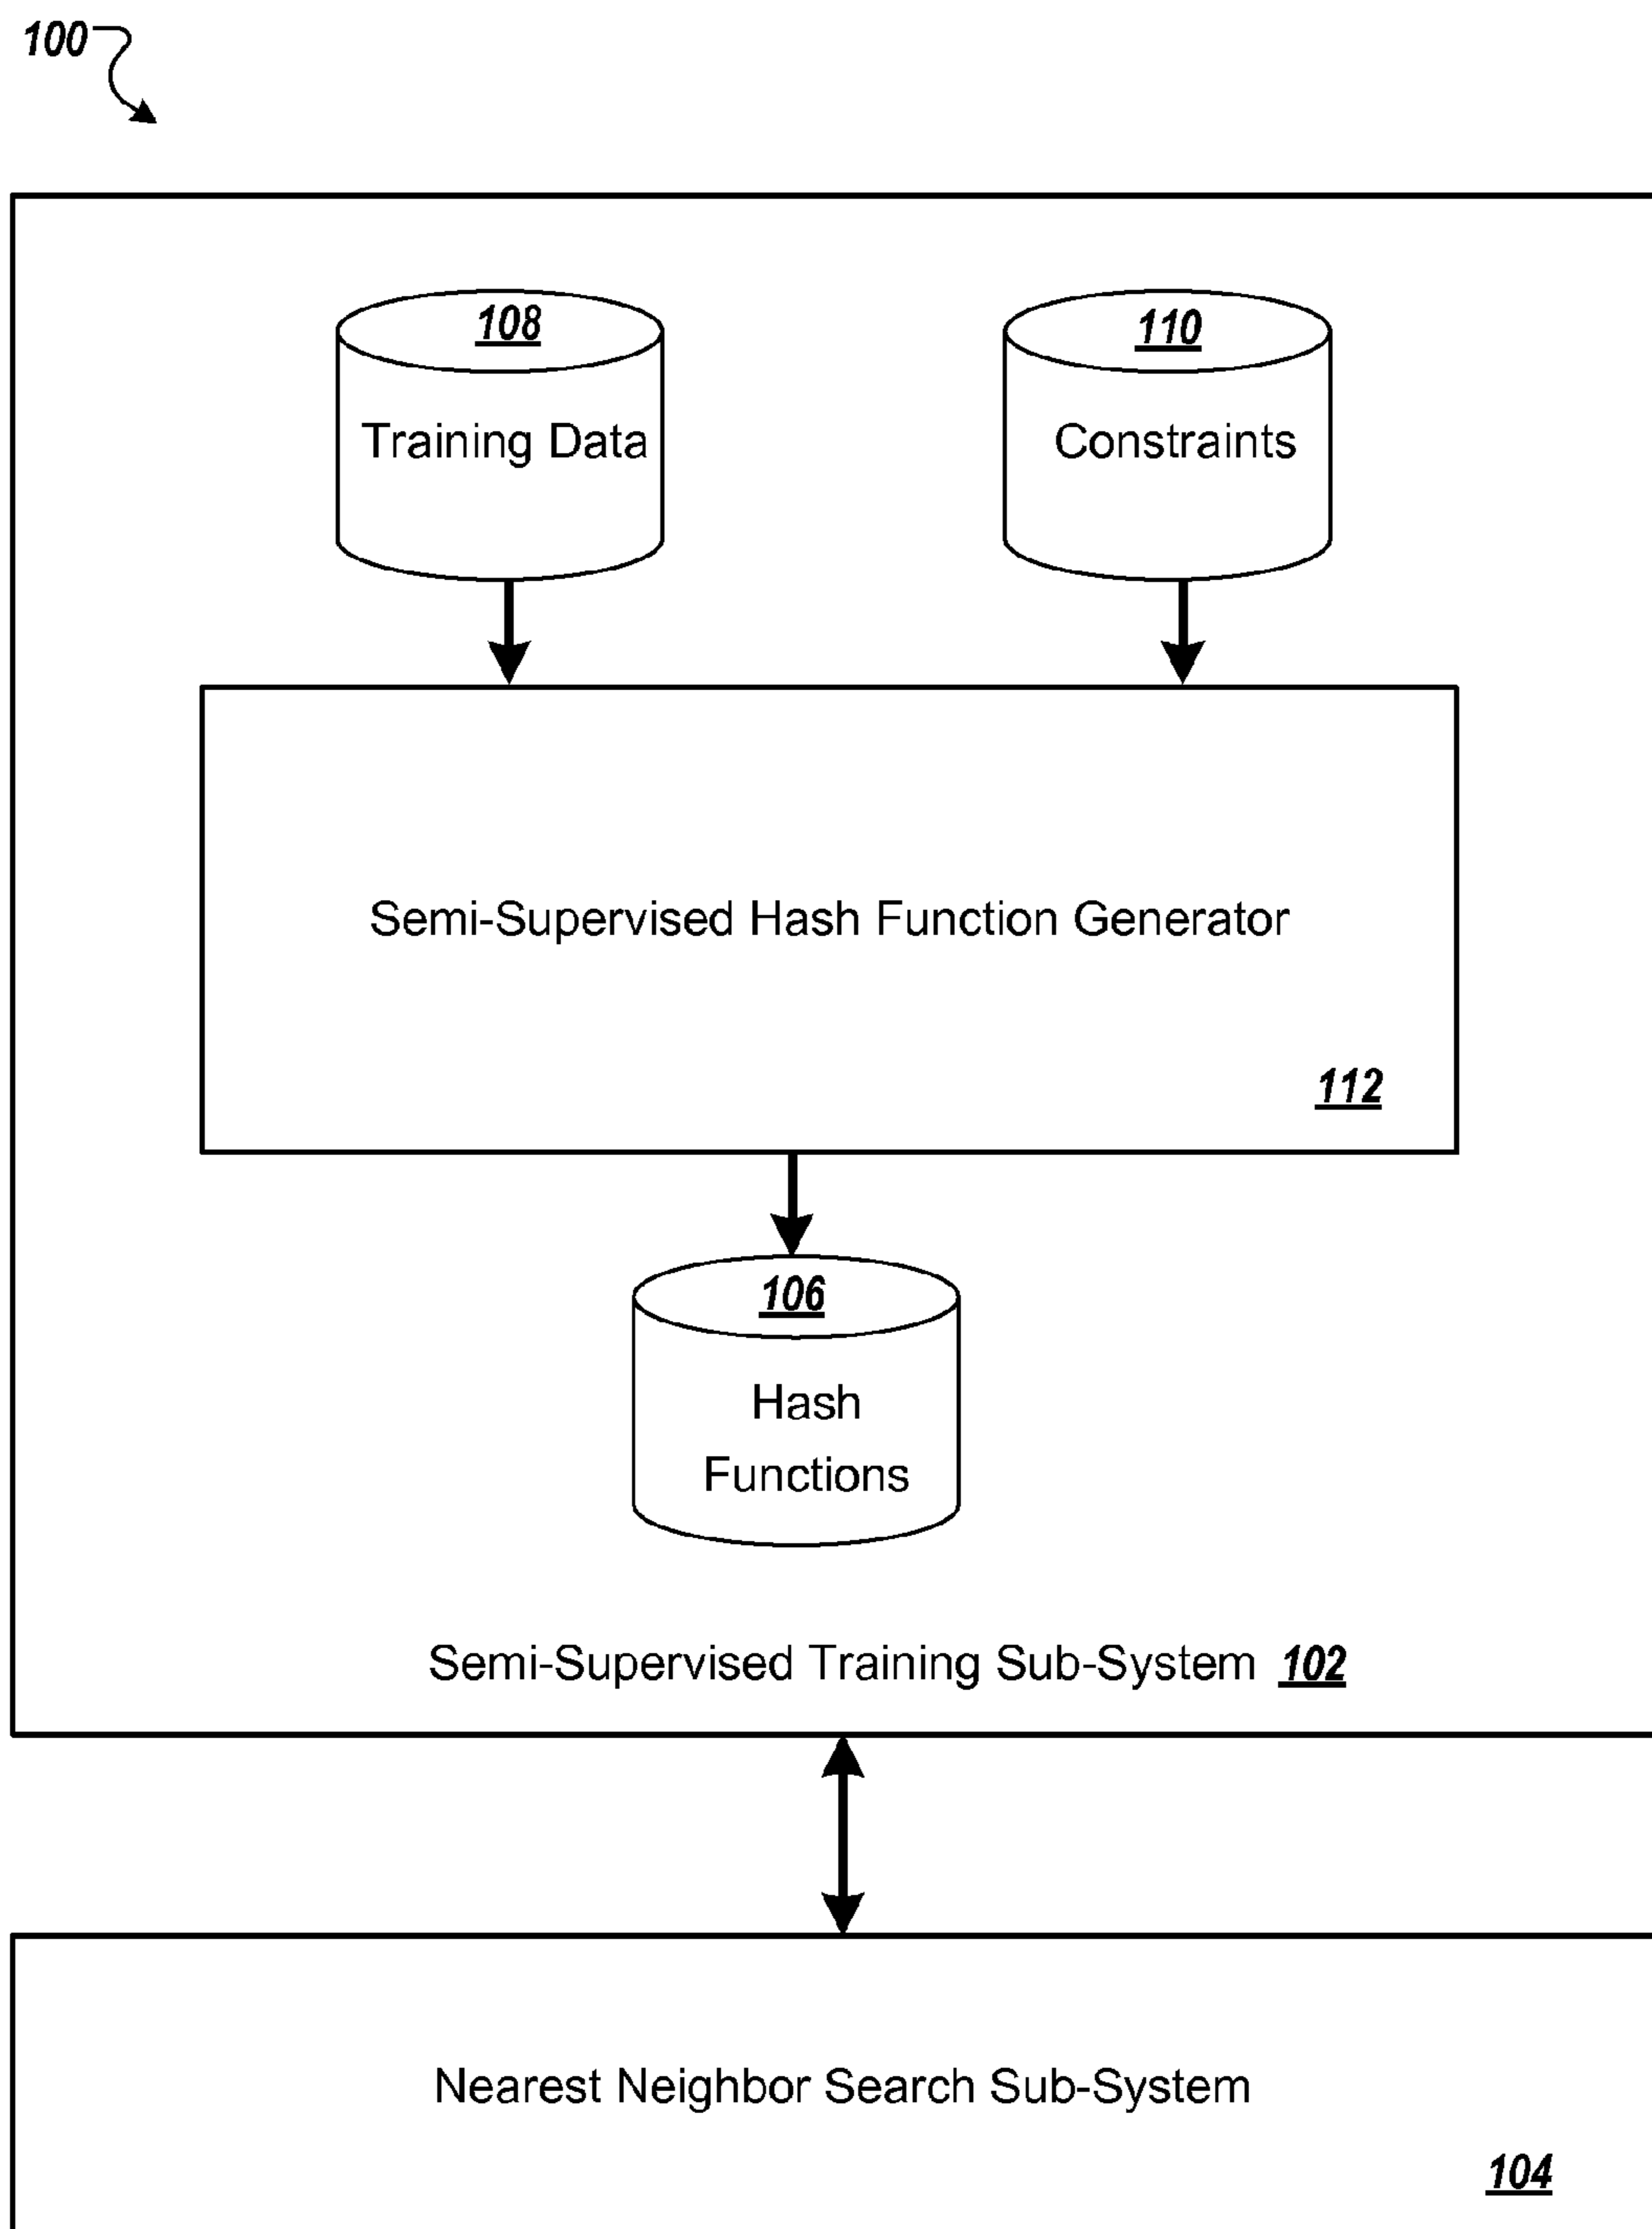 100
108
Training Data
110
Constraints
Semi-Supervised Hash Function Generator
112
106
Hash
Functions
Semi-Supervised Training Sub-System 102
Nearest Neighbor Search Sub-System
104